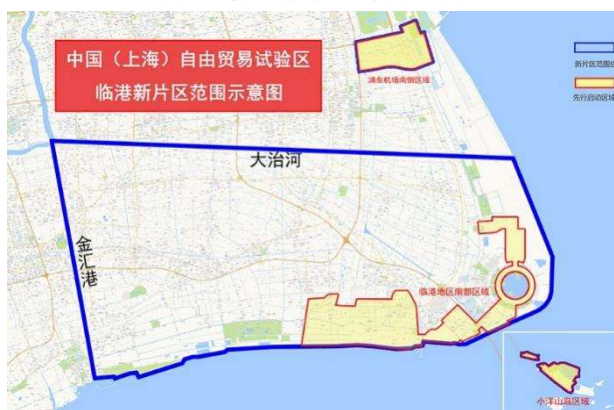 中国（上海）自由贸易试验区
临港新片区范围示意图
新片区范围线
先行启动区域
浦东机场南侧区域
大治河
金汇港
临港地区南部区域
小洋山岛区域